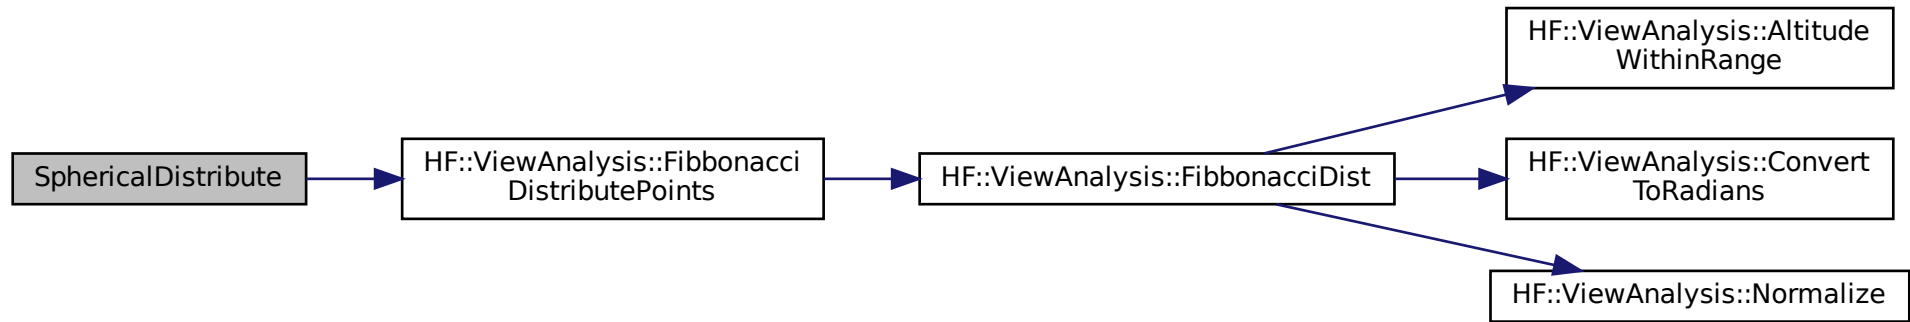 SphericalDistribute
HF::ViewAnalysis::Fibbonacci
DistributePoints
HF::ViewAnalysis::FibbonacciDist
HF::ViewAnalysis::Altitude
WithinRange
HF::ViewAnalysis::Convert
ToRadians
HF::ViewAnalysis::Normalize